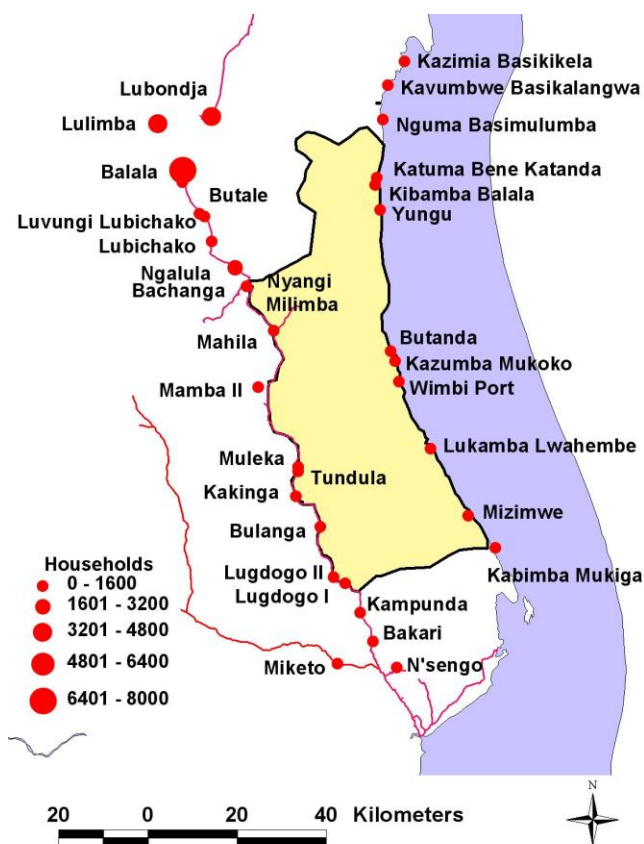 Kazimia Basikikela
Kavumbwe Basikalangwa
Lubondja
Lulimba
Nguma Basimulumba
Balala
Katuma Bene Katanda
Butale
Kibamba Balala
Luvungi Lubichako
Yungu
Lubichako
Ngalula
Bachanga
Nyangi
Milimba
Mahila
Butanda
Kazumba Mukoko
Mamba II
Wimbi Port
Lukamba Lwahembe
Muleka
Tundula
Kakinga
Mizimwe
Bulanga
Kabimba Mukiga
Households
0 - 1600
1601 - 3200
3201 - 4800
4801 - 6400
6401 - 8000
Lugdogo II
Lugdogo I
Kampunda
Bakari
Miketo
N'sengo
N
20 0 20 40 Kilometers